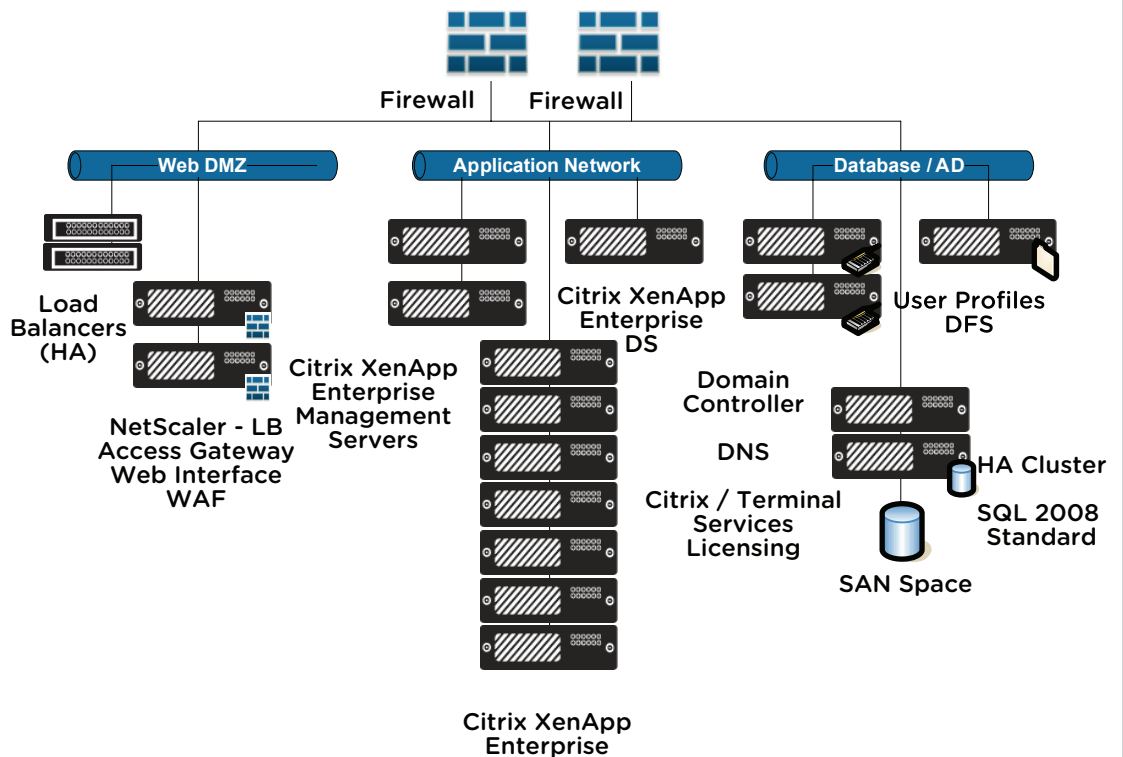 Firewall
Firewall
Web DMZ
Application Network
Database / AD
Load
Balancers
(HA)
NetScaler - LB
Access Gateway
Web Interface
WAF
Citrix XenApp
Enterprise
Management
Servers
Citrix XenApp
Enterprise
DS
Citrix XenApp
Enterprise
User Profiles
DFS
Domain
Controller
DNS
Citrix / Terminal
Services
Licensing
HA Cluster
SQL 2008
Standard
SAN Space